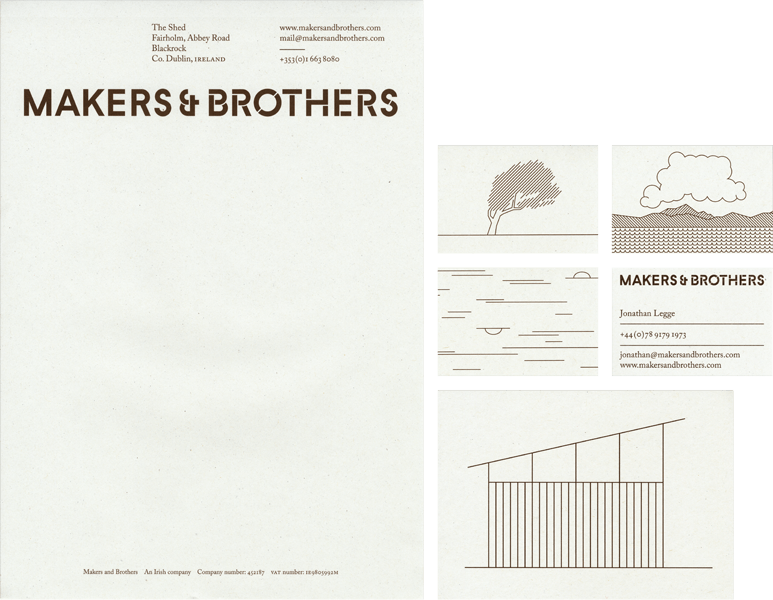 The Shed
Fairholm, Abbey Road
Blackrock
Co. Dublin, IRELAND
www.makersandbrothers.com
mail@makersandbrothers.com
+353(0)1 663 8080
MAKERS & BROTHERS
Makers and Brothers An Irish company Company number: 452187 VAT number: IE9805992M
MAKERS & BROTHERS
Jonathan Legge
+44(0)78 9179 1973
jonathan@makersandbrothers.com
www.makersandbrothers.com